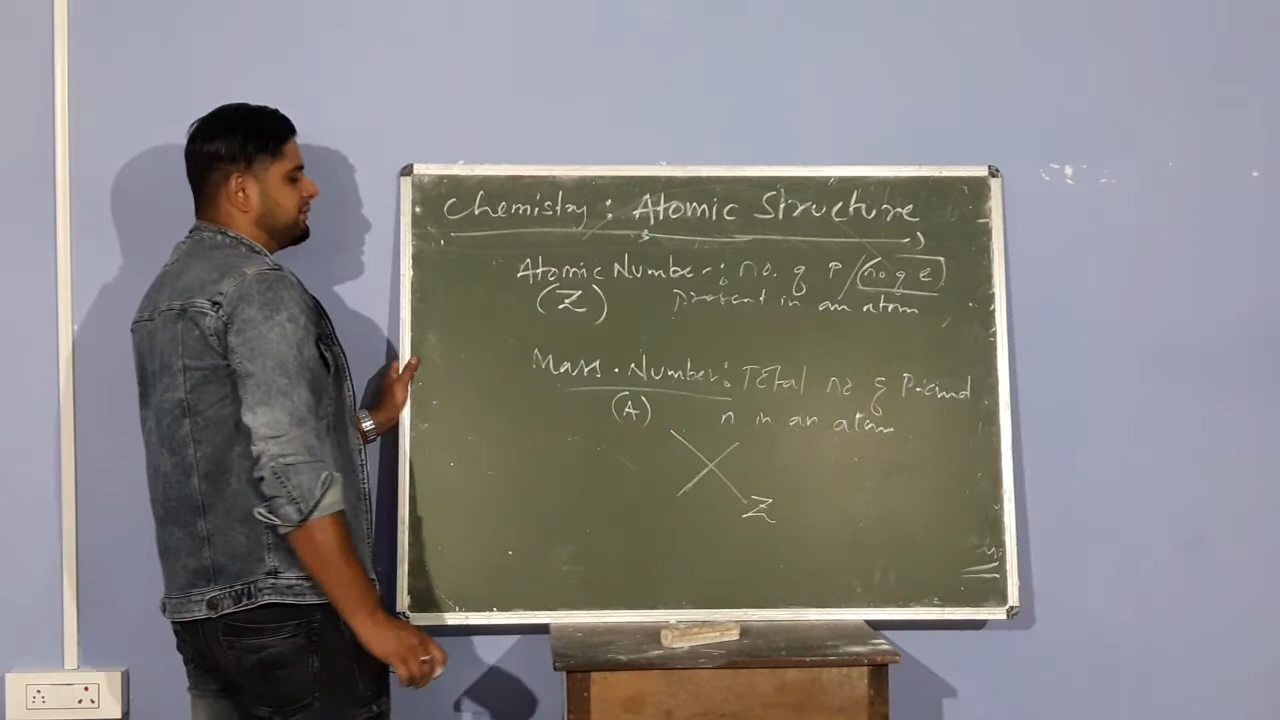 Chemistry: Atomic Structure
Atomic Number: no. of P/no of e
(Z) present in an atom
Mass. Number: Total no of P and
(A) n in an atom
Z